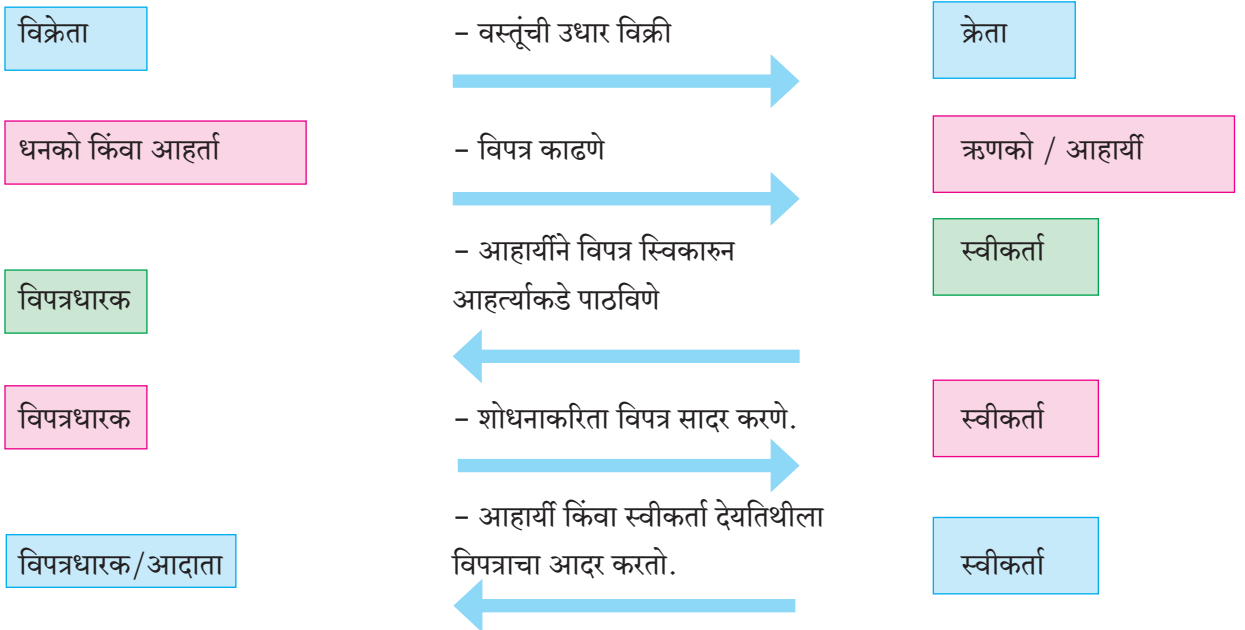 विक्रेता
– वस्तूंची उधार विक्री
क्रेता
धनको किंवा आहर्ता
– विपत्र काढणे
ऋणको / आहार्यी
– आहार्यीने विपत्र स्विकारुन
आहर्त्याकडे पाठविणे
स्वीकर्ता
विपत्रधारक
विपत्रधारक
– शोधनाकरिता विपत्र सादर करणे.
स्वीकर्ता
– आहार्यी किंवा स्वीकर्ता देयतिथीला
विपत्राचा आदर करतो.
विपत्रधारक/आदाता
स्वीकर्ता